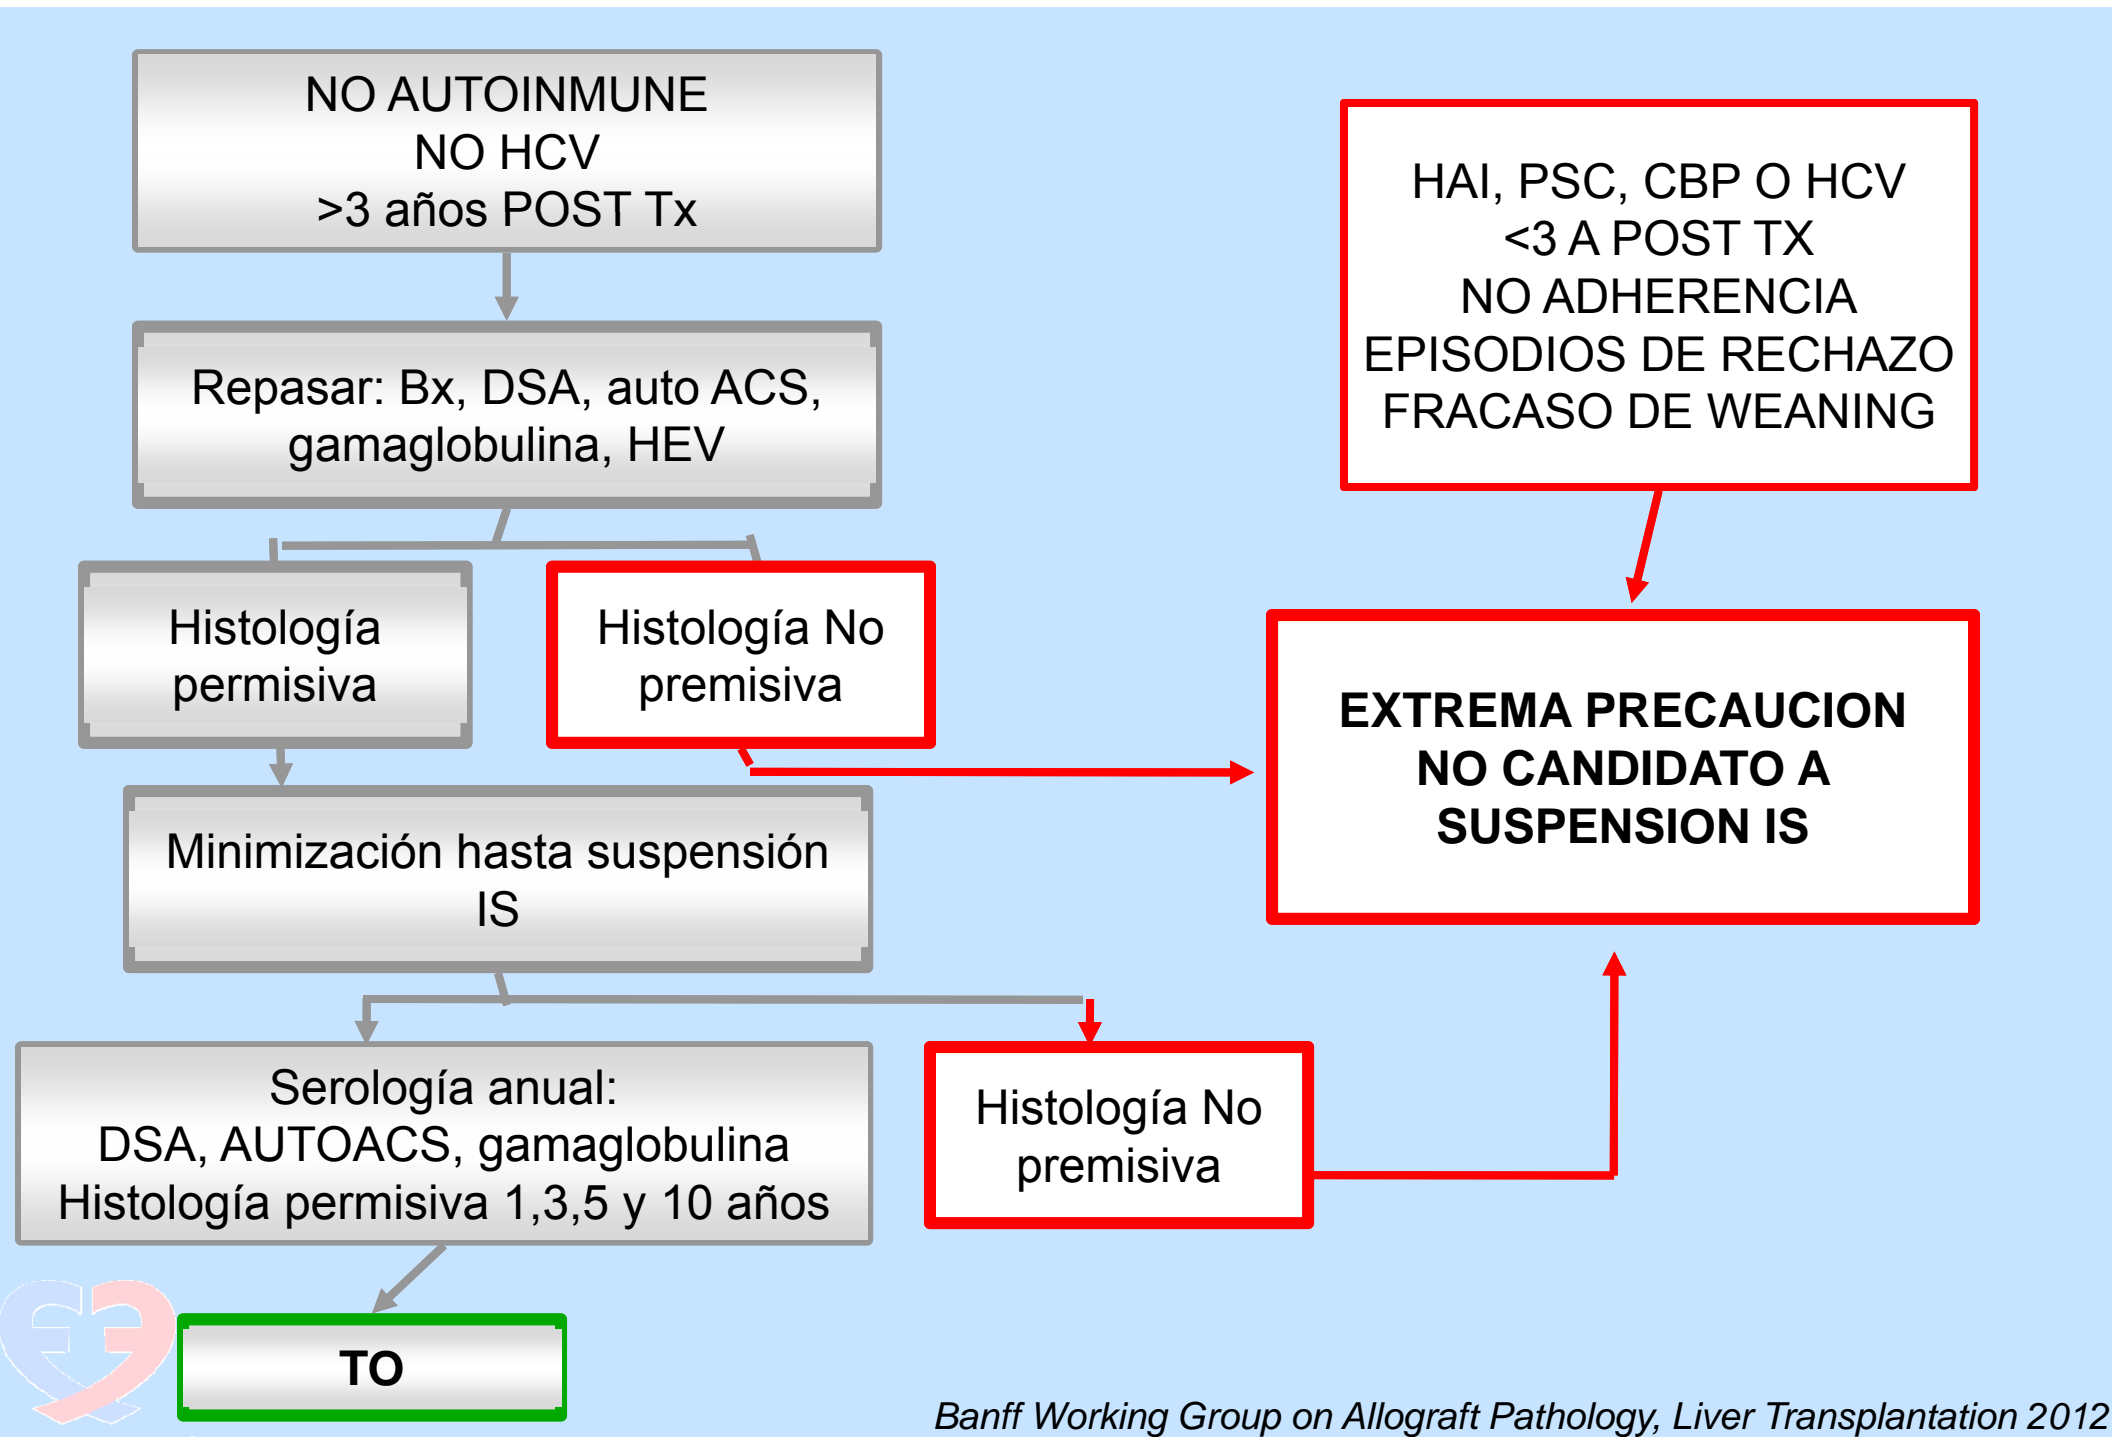 NO AUTOINMUNE
NO HCV
>3 años POST Tx
HAI, PSC, CBP O HCV
<3 A POST TX
NO ADHERENCIA
EPISODIOS DE RECHAZO
FRACASO DE WEANING
Repasar: Bx, DSA, auto ACS,
gamaglobulina, HEV
Histología
permisiva
Histología No
premisiva
EXTREMA PRECAUCION
NO CANDIDATO A
SUSPENSION IS
Minimización hasta suspensión
IS
Serología anual:
DSA, AUTOACS, gamaglobulina
Histología permisiva 1,3,5 y 10 años
Histología No
premisiva
TO
Banff Working Group on Allograft Pathology, Liver Transplantation 2012